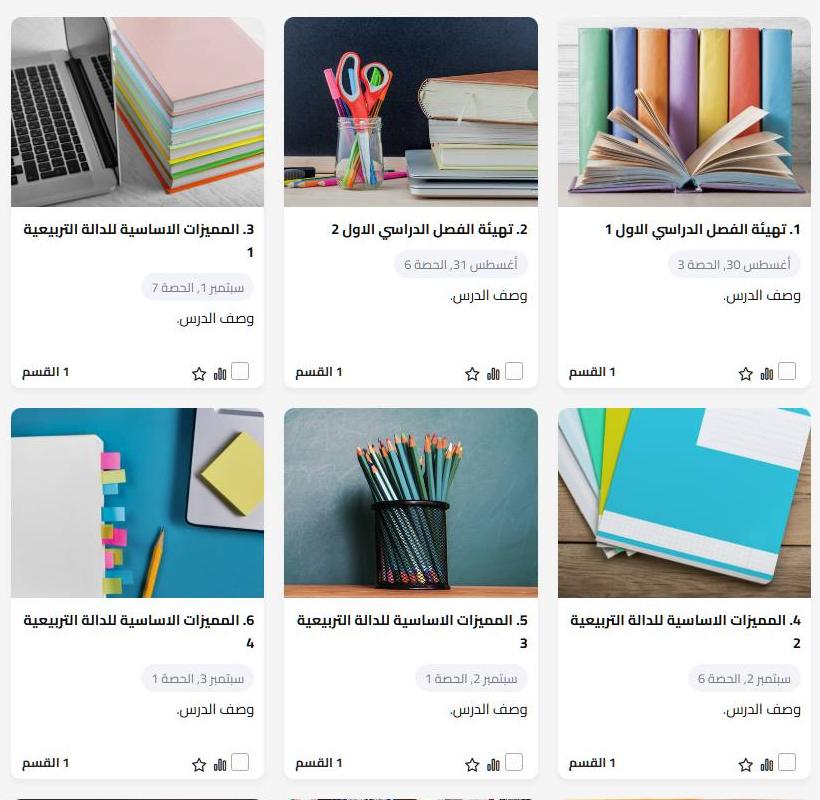 1. تهيئة الفصل الدراسي الاول 1
أغسطس 30, الحصة 3
وصف الدرس.
1 القسم
2. تهيئة الفصل الدراسي الاول 2
أغسطس 31, الحصة 6
وصف الدرس.
1 القسم
3. المميزات الاساسية للدالة التربيعية
1
سبتمبر 1, الحصة 7
وصف الدرس.
1 القسم
4. المميزات الاساسية للدالة التربيعية
2
سبتمبر 2, الحصة 6
وصف الدرس.
1 القسم
5. المميزات الاساسية للدالة التربيعية
3
سبتمبر 2, الحصة 1
وصف الدرس.
1 القسم
6. المميزات الاساسية للدالة التربيعية
4
سبتمبر 3, الحصة 1
وصف الدرس.
1 القسم